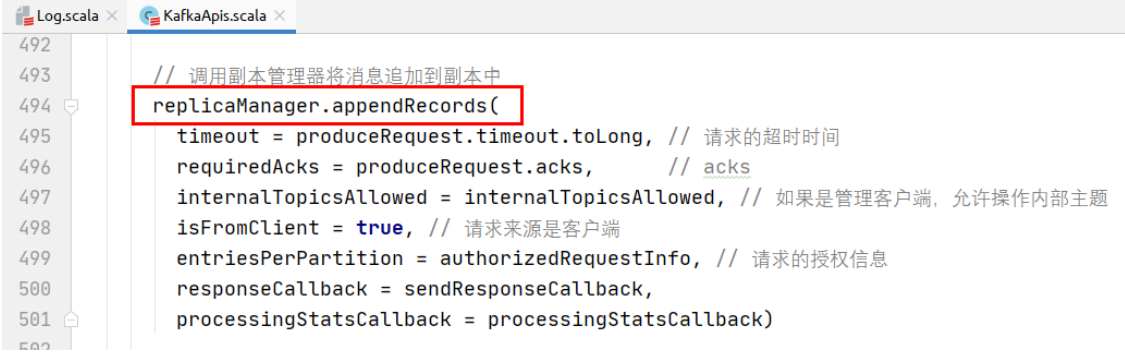 Log.scala KafkaApis.scala
492
493 // 调用副本管理器将消息追加到副本中
494 replicaManager.appendRecords(
495 timeout = produceRequest.timeout.toLong, // 请求的超时时间
496 requiredAcks = produceRequest.acks, // acks
497 internalTopicsAllowed = internalTopicsAllowed, // 如果是管理客户端，允许操作内部主题
498 isFromClient = true, // 请求来源是客户端
499 entriesPerPartition = authorizedRequestInfo, // 请求的授权信息
500 responseCallback = sendResponseCallback,
501 processingStatsCallback = processingStatsCallback)
502